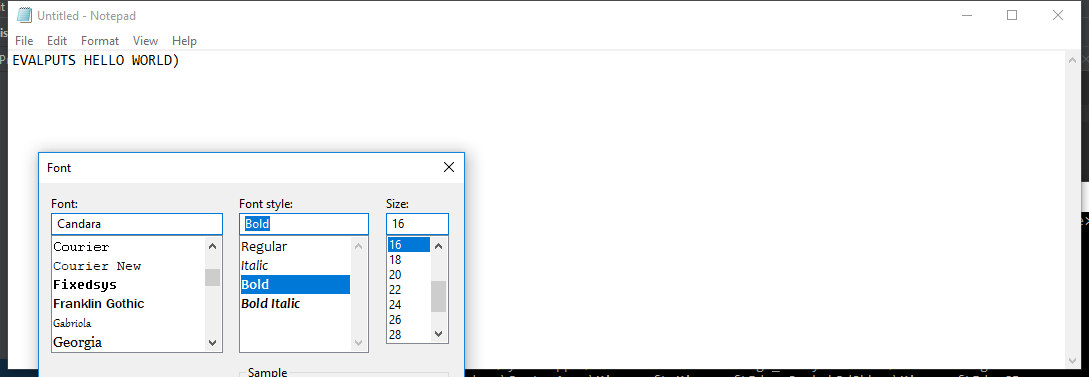 Untitled - Notepad
File Edit Format View Help
EVALPUTS HELLO WORLD)
Font
Font: Font style: Size:
Candara Bold 16
Courier Regular 16
Courier New Italic 18
Fixedsys Bold 20
Franklin Gothic Bold Italic 22
Gabriola 24
Georgia 26
28
Sample